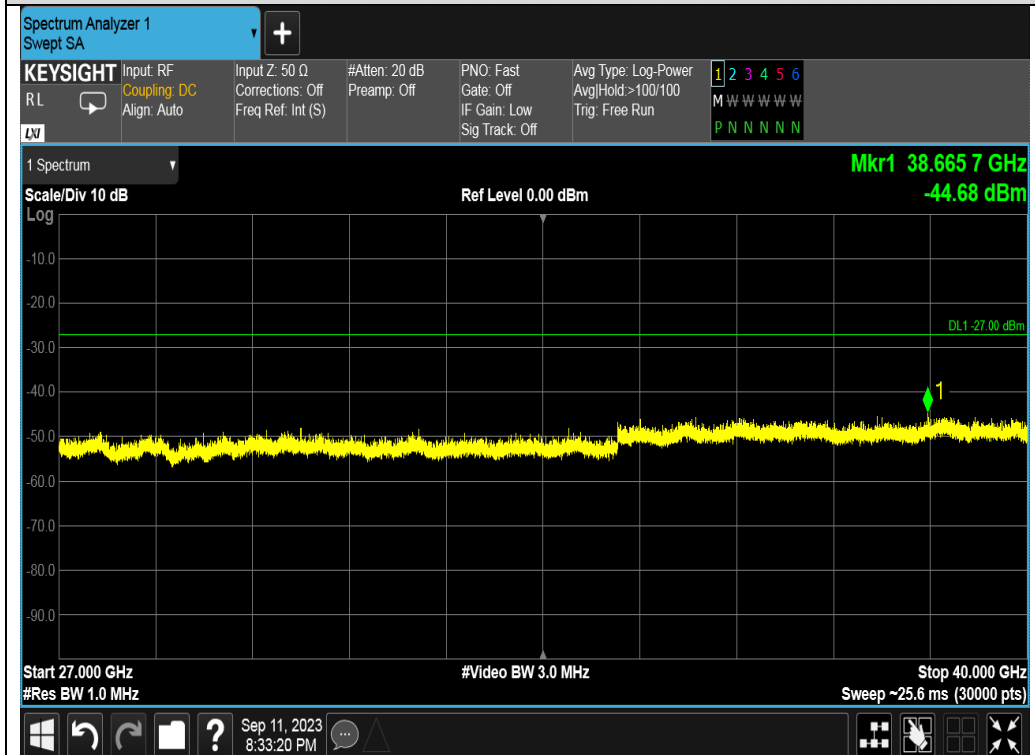 Spectrum Analyzer 1
Swept SA
+
KEYSIGHT
R L
LXI
Input: RF
Coupling: DC
Align: Auto
Input Z: 50 Ω
Corrections: Off
Freq Ref: Int (S)
#Atten: 20 dB
Preamp: Off
PNO: Fast
Gate: Off
IF Gain: Low
Sig Track: Off
Avg Type: Log-Power
Avg|Hold:>100/100
Trig: Free Run
1 2 3 4 5 6
M W W W W W
P N N N N N
1 Spectrum
Scale/Div 10 dB
Ref Level 0.00 dBm
Mkr1 38.665 7 GHz
-44.68 dBm
Log
-10.0
-20.0
DL1 -27.00 dBm
-30.0
-40.0
1
-50.0
-60.0
-70.0
-80.0
-90.0
Start 27.000 GHz
#Video BW 3.0 MHz
Stop 40.000 GHz
#Res BW 1.0 MHz
Sweep ~25.6 ms (30000 pts)
?
Sep 11, 2023
8:33:20 PM